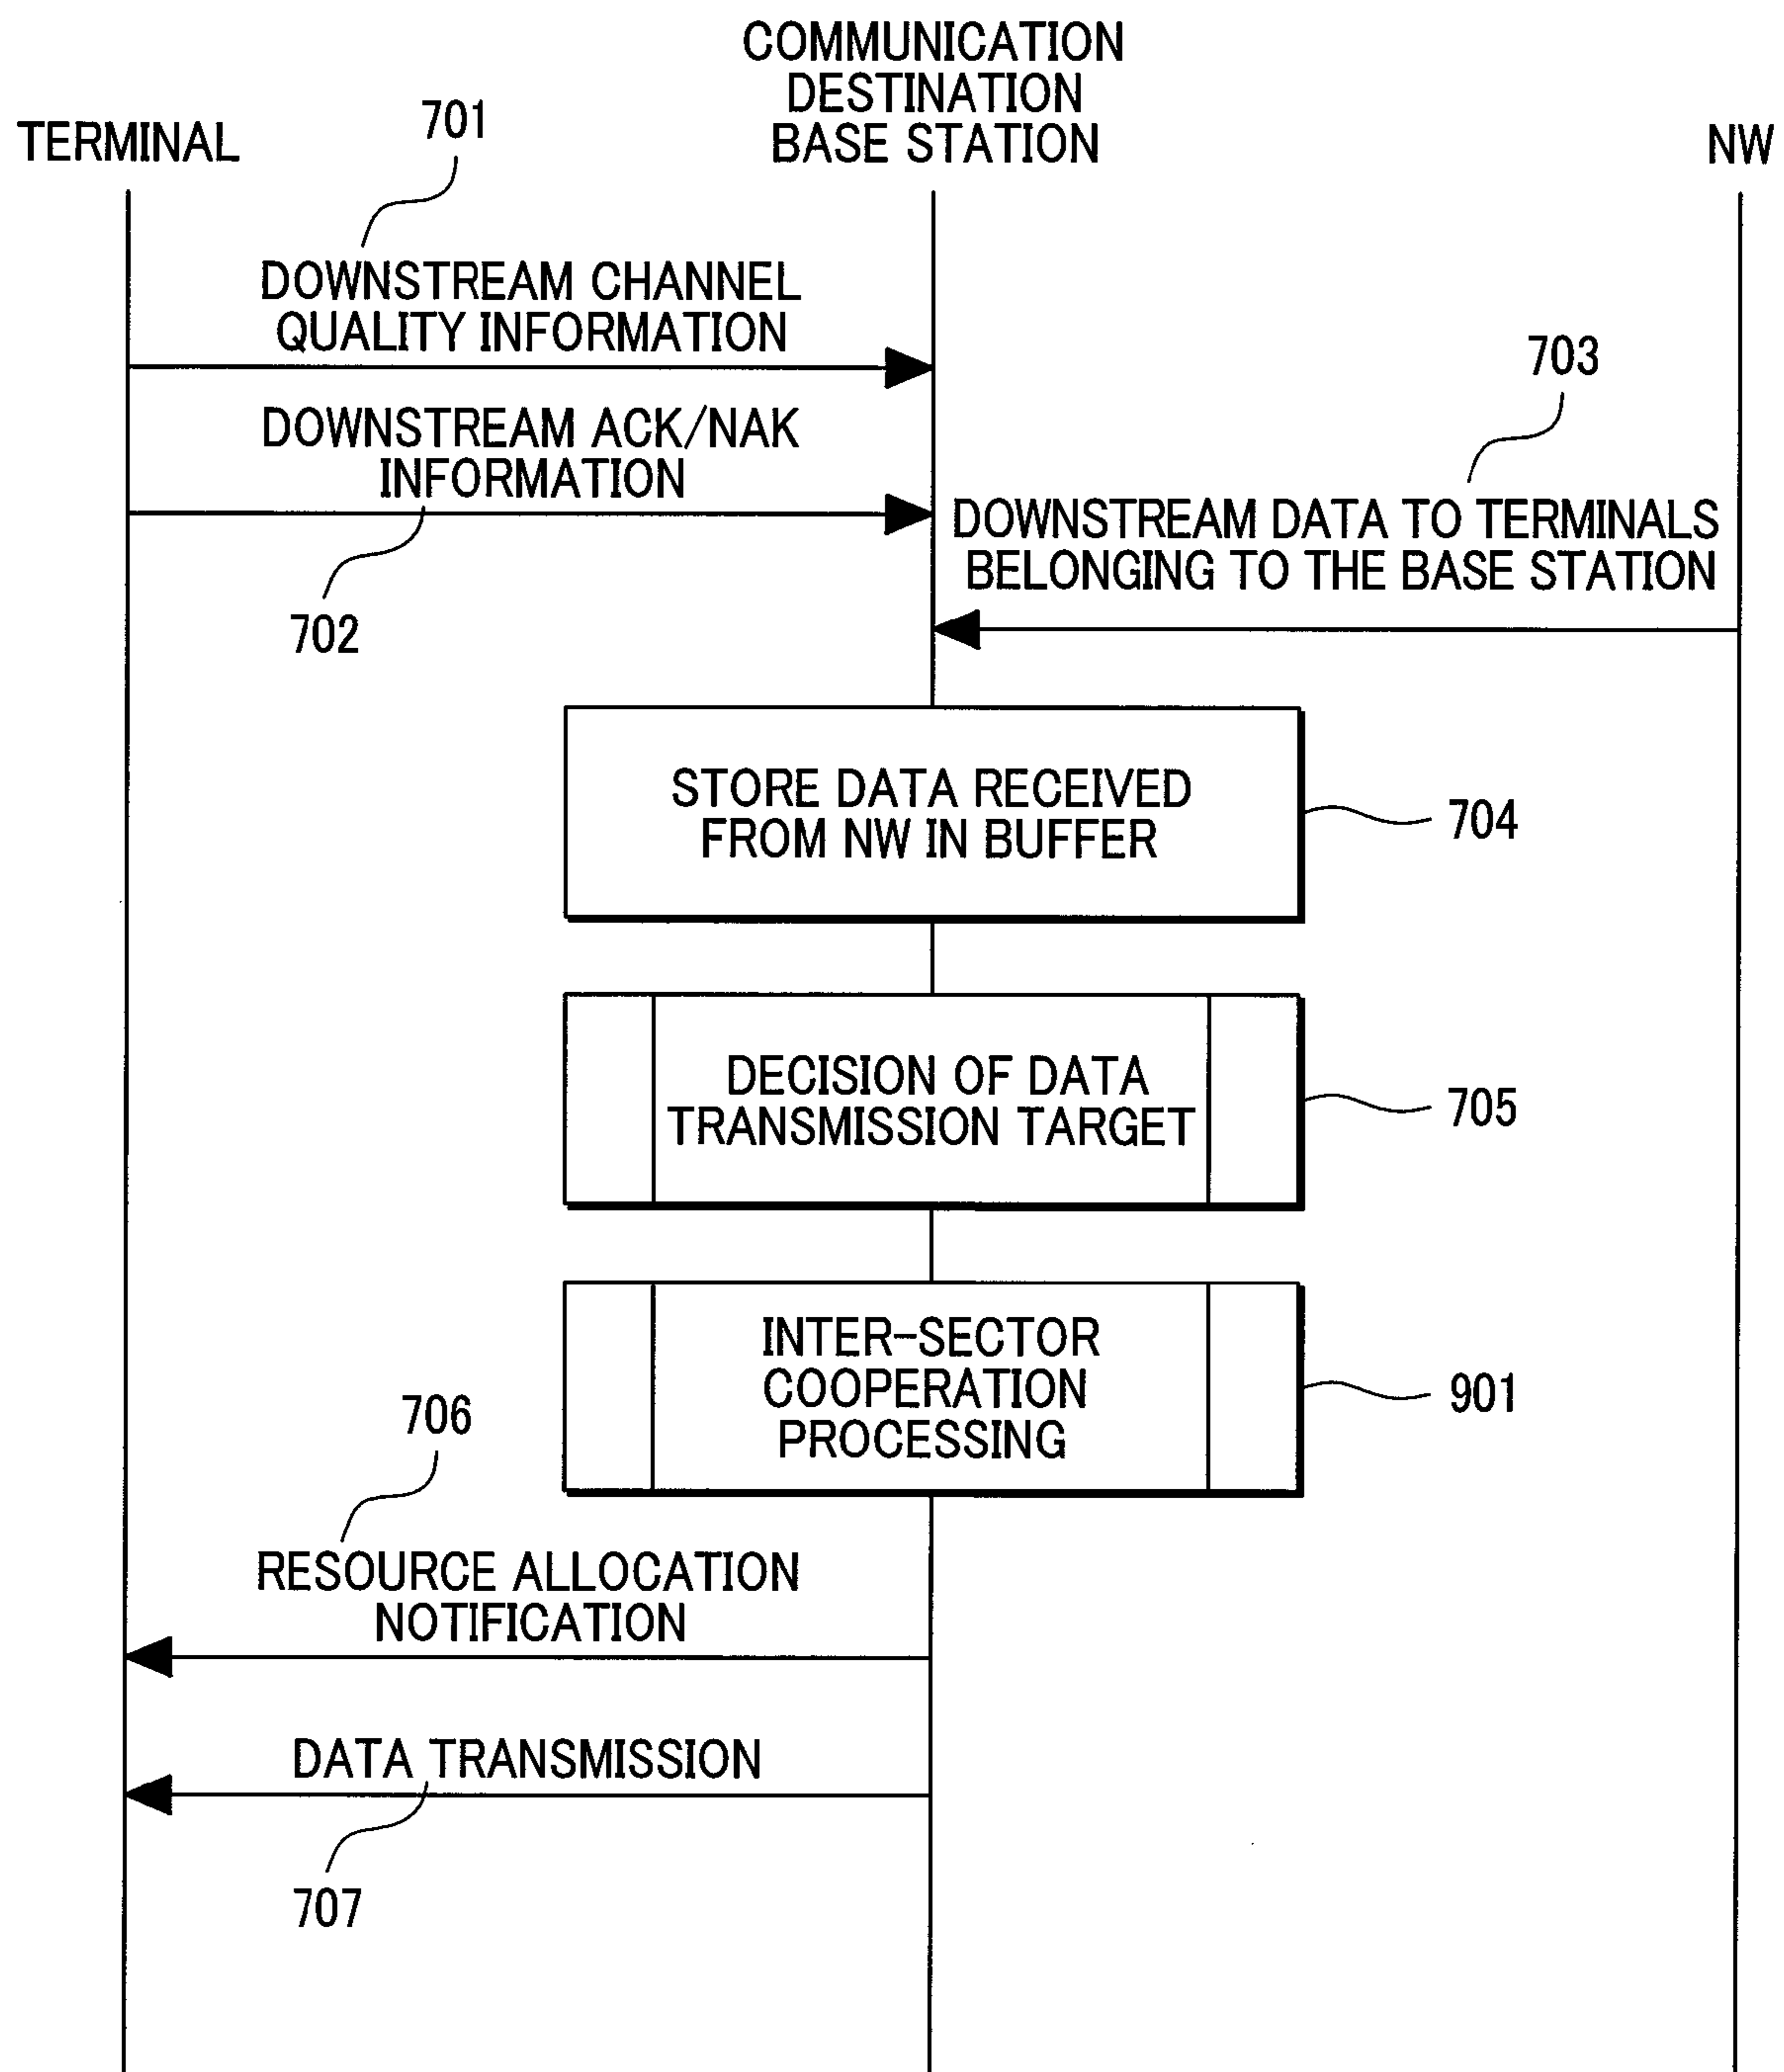 COMMUNICATION
DESTINATION
BASE STATION
TERMINAL
NW
701
DOWNSTREAM CHANNEL
QUALITY INFORMATION
DOWNSTREAM ACK/NAK
INFORMATION
702
703
DOWNSTREAM DATA TO TERMINALS
BELONGING TO THE BASE STATION
STORE DATA RECEIVED
FROM NW IN BUFFER
704
DECISION OF DATA
TRANSMISSION TARGET
705
INTER-SECTOR
COOPERATION
PROCESSING
901
706
RESOURCE ALLOCATION
NOTIFICATION
DATA TRANSMISSION
707